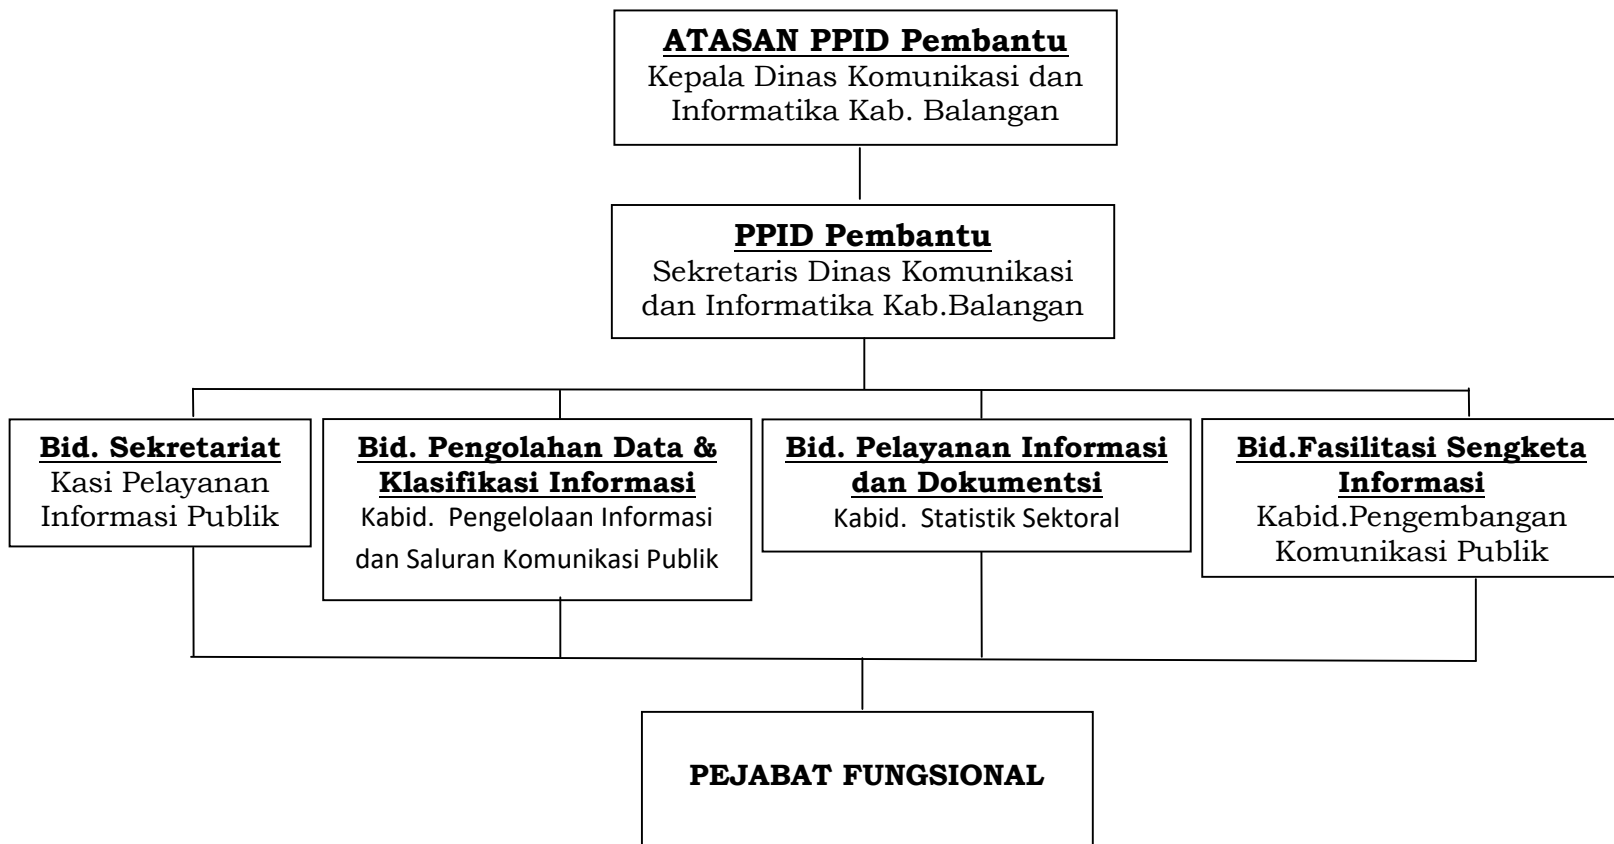 ATASAN PPID Pembantu
Kepala Dinas Komunikasi dan
Informatika Kab. Balangan
PPID Pembantu
Sekretaris Dinas Komunikasi
dan Informatika Kab.Balangan
Bid. Sekretariat
Kasi Pelayanan
Informasi Publik
Bid. Pengolahan Data &
Klasifikasi Informasi
Kabid. Pengelolaan Informasi
dan Saluran Komunikasi Publik
Bid. Pelayanan Informasi
dan Dokumentsi
Kabid. Statistik Sektoral
Bid.Fasilitasi Sengketa
Informasi
Kabid.Pengembangan
Komunikasi Publik
PEJABAT FUNGSIONAL